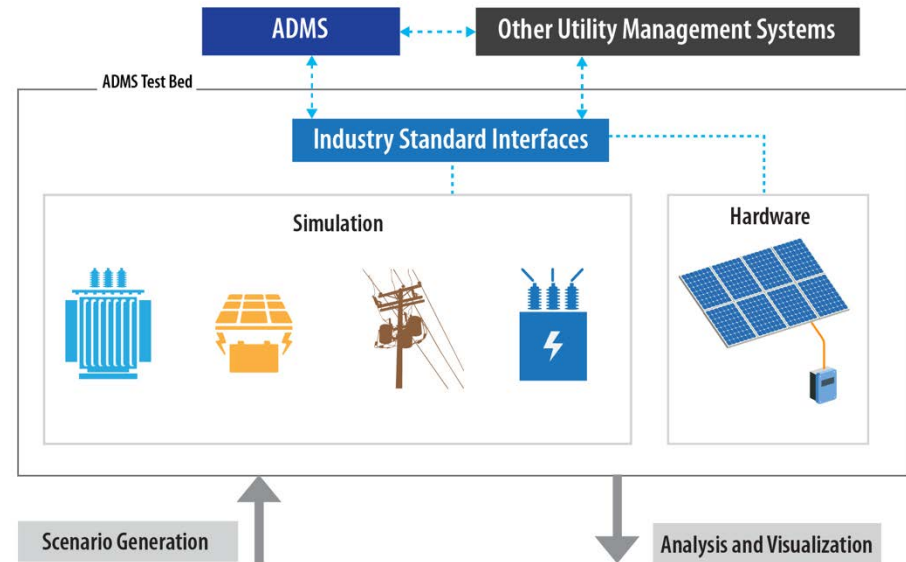 ADMS
Other Utility Management Systems
ADMS Test Bed
Industry Standard Interfaces
Simulation
Hardware
Scenario Generation
Analysis and Visualization